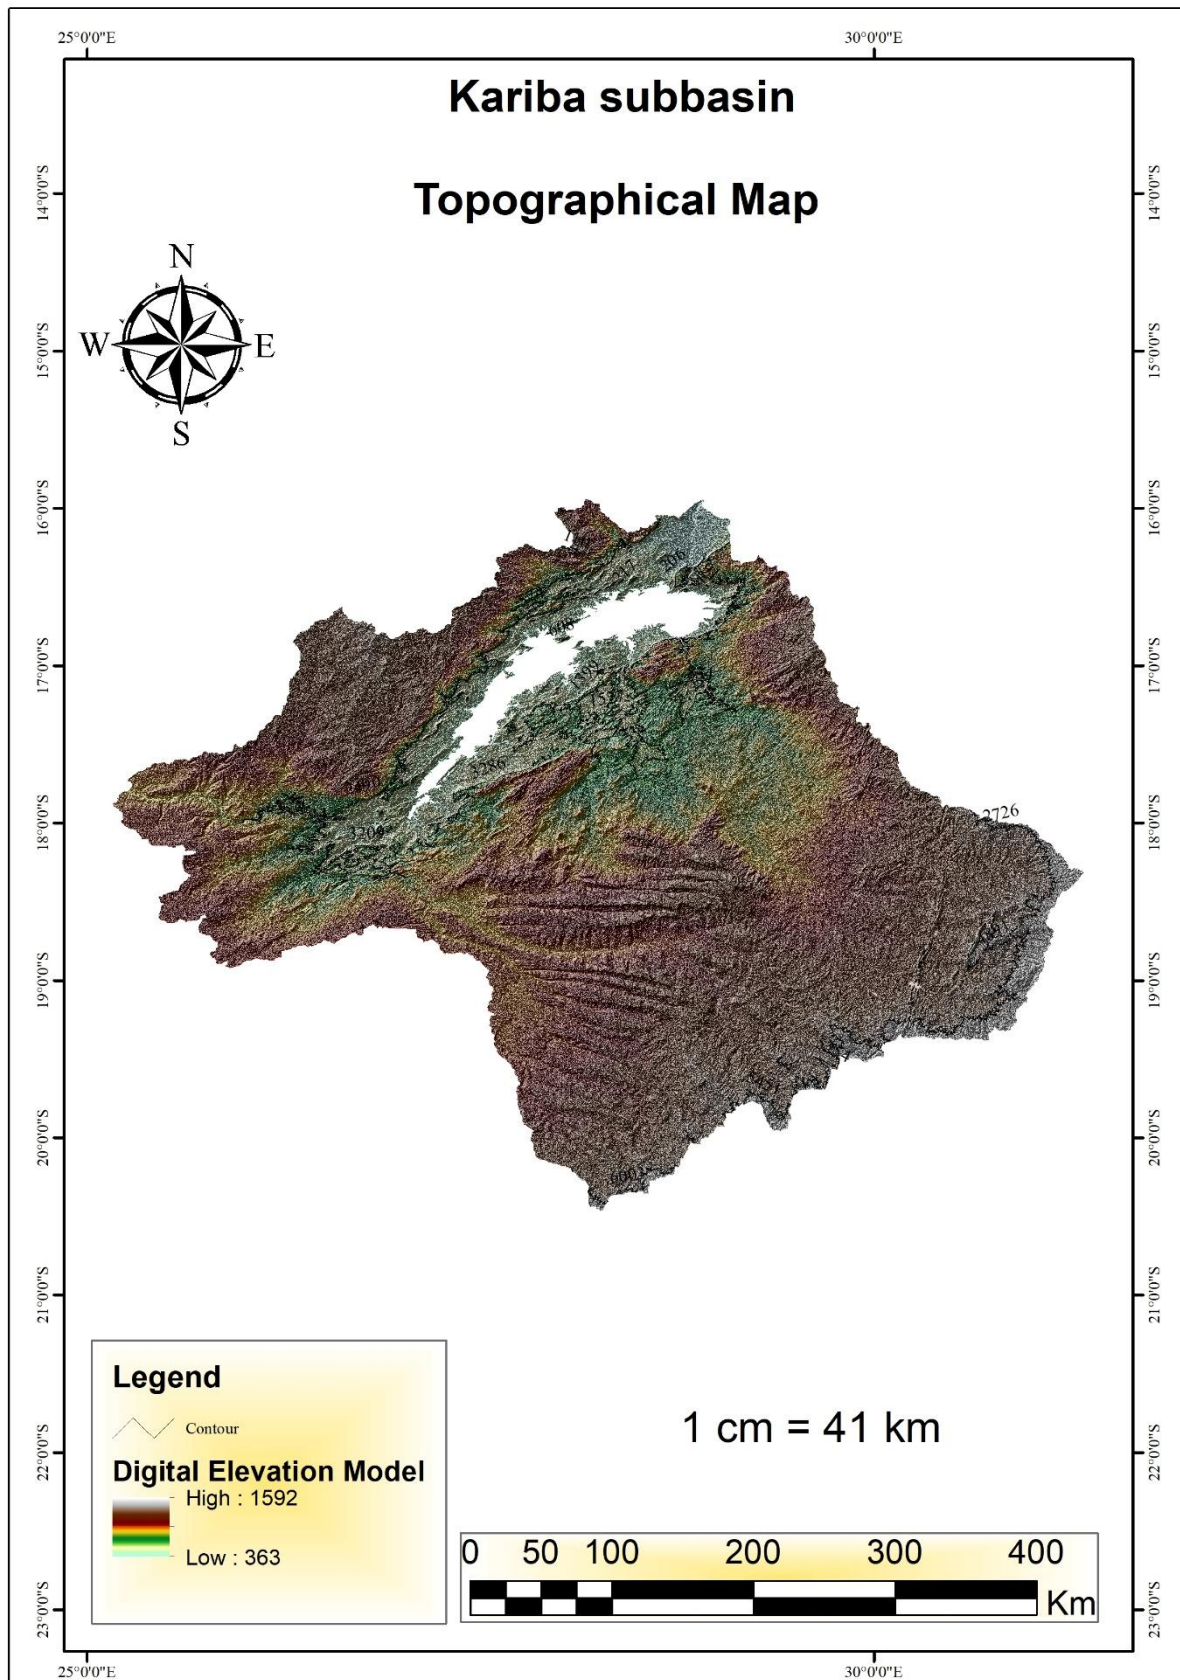 25°0'0"E
30°0'0"E
Kariba subbasin
Topographical Map
14°0'0"S
14°0'0"S
N
W
E
S
15°0'0"S
15°0'0"S
16°0'0"S
16°0'0"S
17°0'0"S
17°0'0"S
3286
3200
2726
18°0'0"S
18°0'0"S
19°0'0"S
19°0'0"S
20°0'0"S
20°0'0"S
21°0'0"S
21°0'0"S
Legend
Contour
Digital Elevation Model
High : 1592
Low : 363
1 cm = 41 km
22°0'0"S
22°0'0"S
0 50 100 200 300 400
Km
23°0'0"S
23°0'0"S
25°0'0"E
30°0'0"E